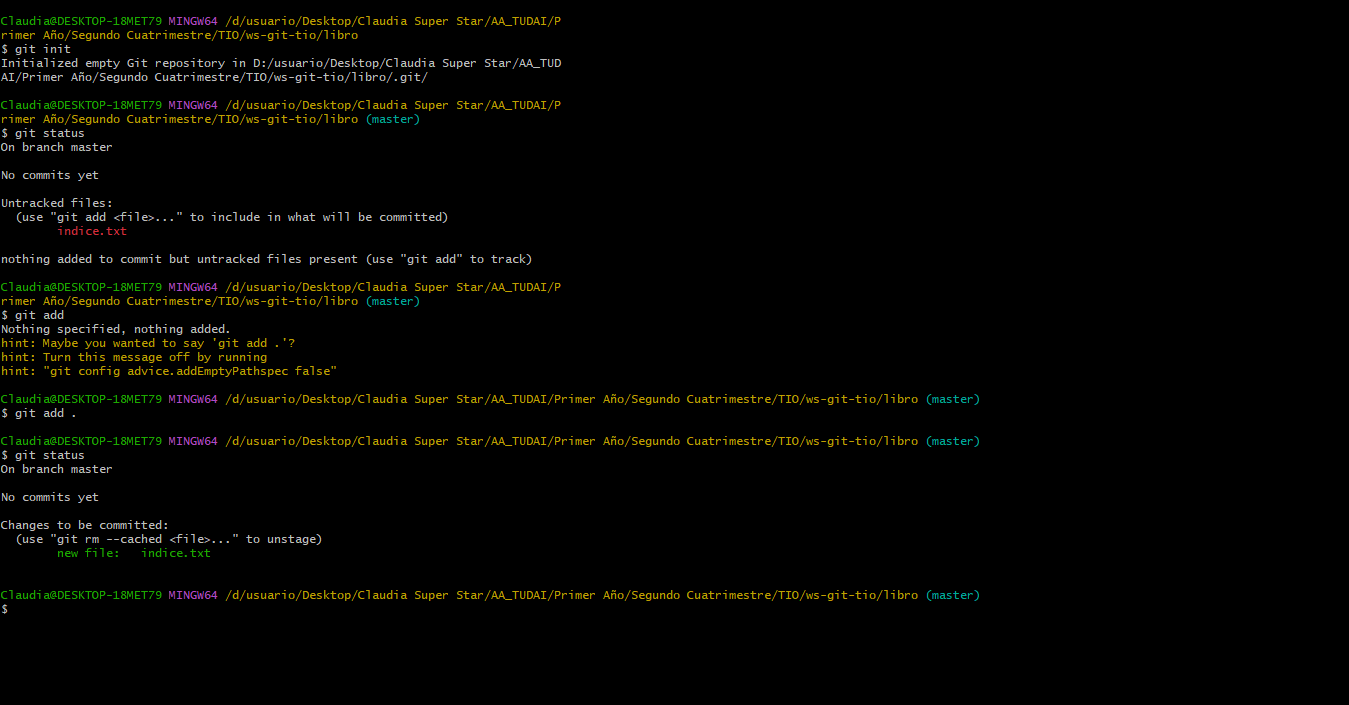 Claudia@DESKTOP-18MET79 MINGW64 /d/usuario/Desktop/Claudia Super Star/AA_TUDAI/P
rimer Año/Segundo Cuatrimestre/TIO/ws-git-tio/libro
$ git init
Initialized empty Git repository in D:/usuario/Desktop/Claudia Super Star/AA_TUD
AI/Primer Año/Segundo Cuatrimestre/TIO/ws-git-tio/libro/.git/

Claudia@DESKTOP-18MET79 MINGW64 /d/usuario/Desktop/Claudia Super Star/AA_TUDAI/P
rimer Año/Segundo Cuatrimestre/TIO/ws-git-tio/libro (master)
$ git status
On branch master

No commits yet

Untracked files:
  (use "git add <file>..." to include in what will be committed)
        indice.txt

nothing added to commit but untracked files present (use "git add" to track)

Claudia@DESKTOP-18MET79 MINGW64 /d/usuario/Desktop/Claudia Super Star/AA_TUDAI/P
rimer Año/Segundo Cuatrimestre/TIO/ws-git-tio/libro (master)
$ git add
Nothing specified, nothing added.
hint: Maybe you wanted to say 'git add .'?
hint: Turn this message off by running
hint: "git config advice.addEmptyPathspec false"

Claudia@DESKTOP-18MET79 MINGW64 /d/usuario/Desktop/Claudia Super Star/AA_TUDAI/Primer Año/Segundo Cuatrimestre/TIO/ws-git-tio/libro (master)
$ git add .

Claudia@DESKTOP-18MET79 MINGW64 /d/usuario/Desktop/Claudia Super Star/AA_TUDAI/Primer Año/Segundo Cuatrimestre/TIO/ws-git-tio/libro (master)
$ git status
On branch master

No commits yet

Changes to be committed:
  (use "git rm --cached <file>..." to unstage)
        new file:   indice.txt

Claudia@DESKTOP-18MET79 MINGW64 /d/usuario/Desktop/Claudia Super Star/AA_TUDAI/Primer Año/Segundo Cuatrimestre/TIO/ws-git-tio/libro (master)
$